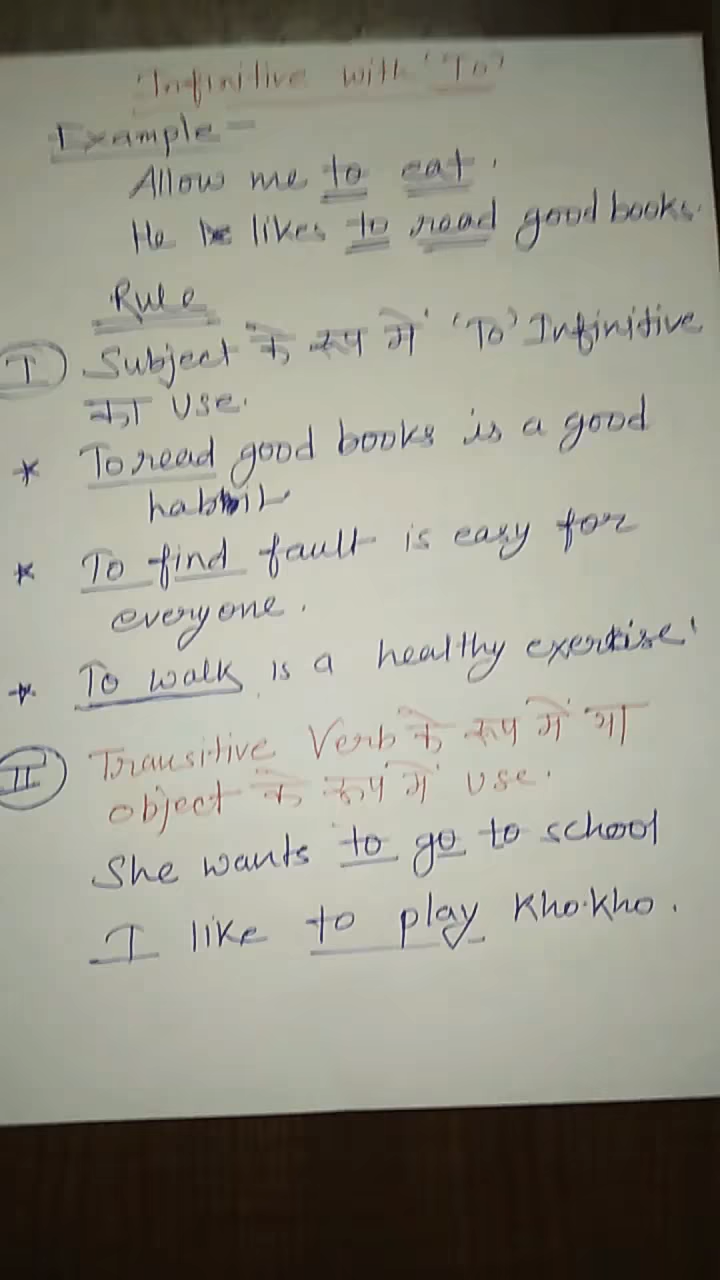 Infinitive with 'To'
Example -
Allow me to eat.
He likes to read good books.
Rule
I Subject के रूप में 'To' Infinitive
का use.
* To read good books is a good
habit
* To find fault is easy for
everyone.
* To walk is a healthy exercise.
II Transitive Verb के रूप में या
object के रूप में use.
She wants to go to school
I like to play Kho-kho.